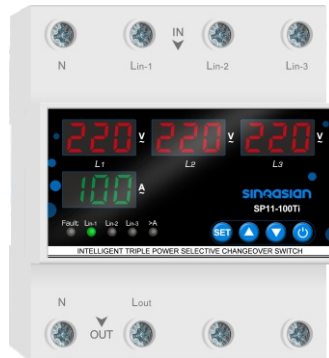 IN
N Lin-1 Lin-2 Lin-3
220 V 220 V 220 V
L1 L2 L3
100 A
SINOASIAN
SP11-100Ti
Fault Lin-1 Lin-2 Lin-3 >A
SET
INTELLIGENT TRIPLE POWER SELECTIVE CHANGEOVER SWITCH
N Lout
OUT